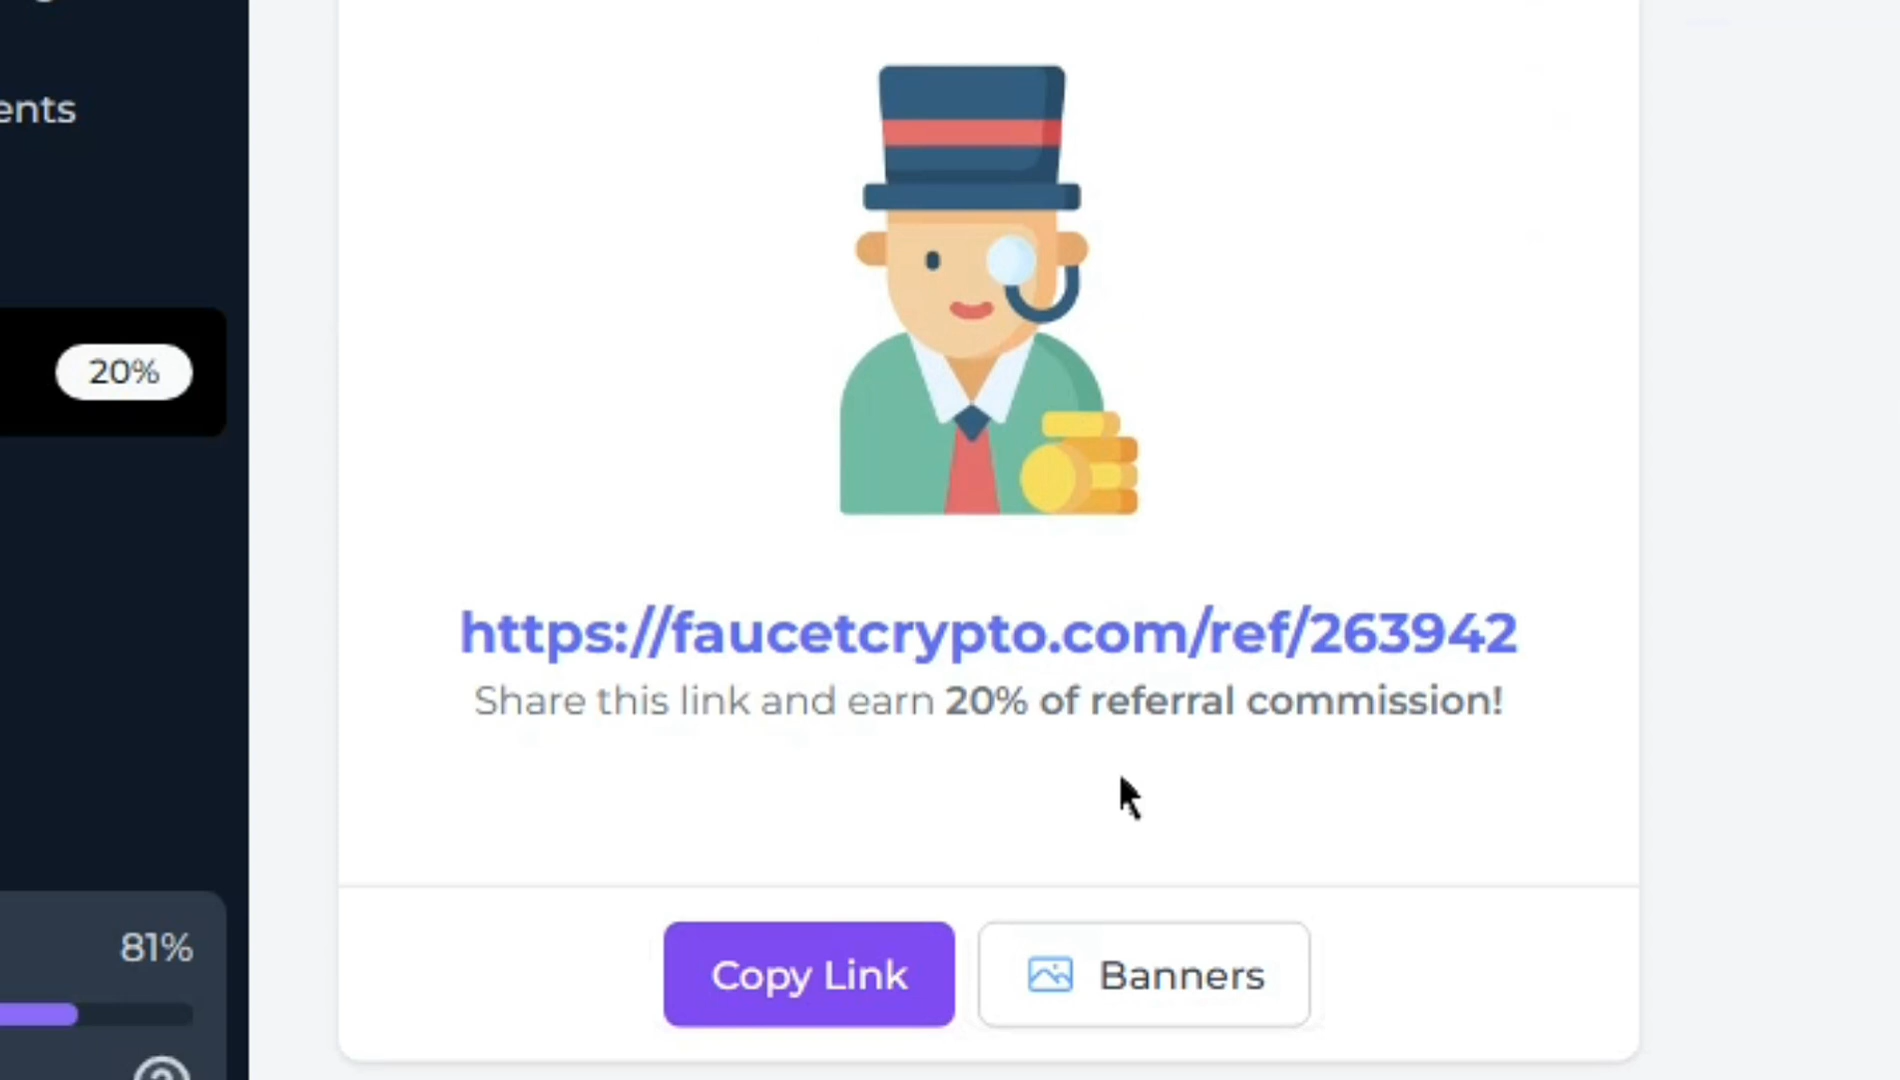 ents
20%
https://faucetcrypto.com/ref/263942
Share this link and earn 20% of referral commission!
81%
Copy Link
Banners